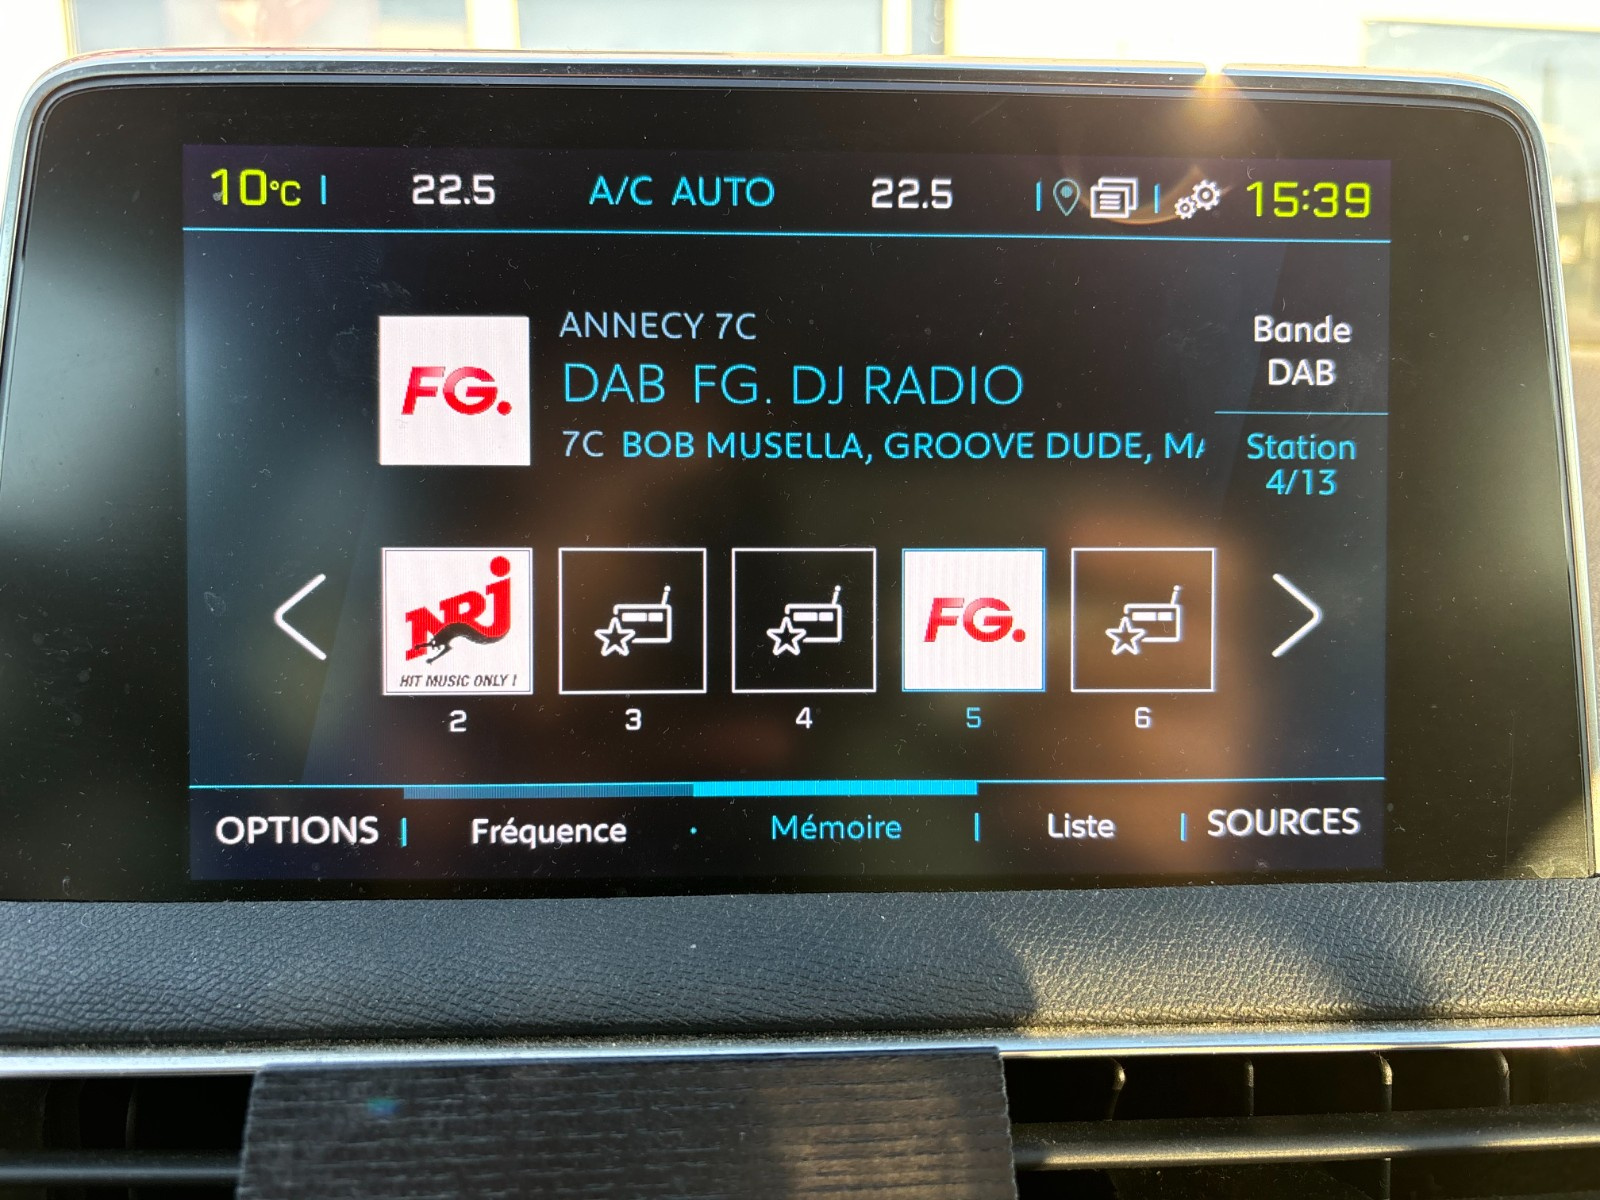 10°C 22.5 A/C AUTO 22.5 15:39
FG.
ANNECY 7C
DAB FG. DJ RADIO
7C BOB MUSELLA, GROOVE DUDE,
Bande
DAB
Station
4/13
NRJ
HIT MUSIC ONLY !
FG.
2 3 4 5 6
OPTIONS Fréquence · Mémoire Liste SOURCES